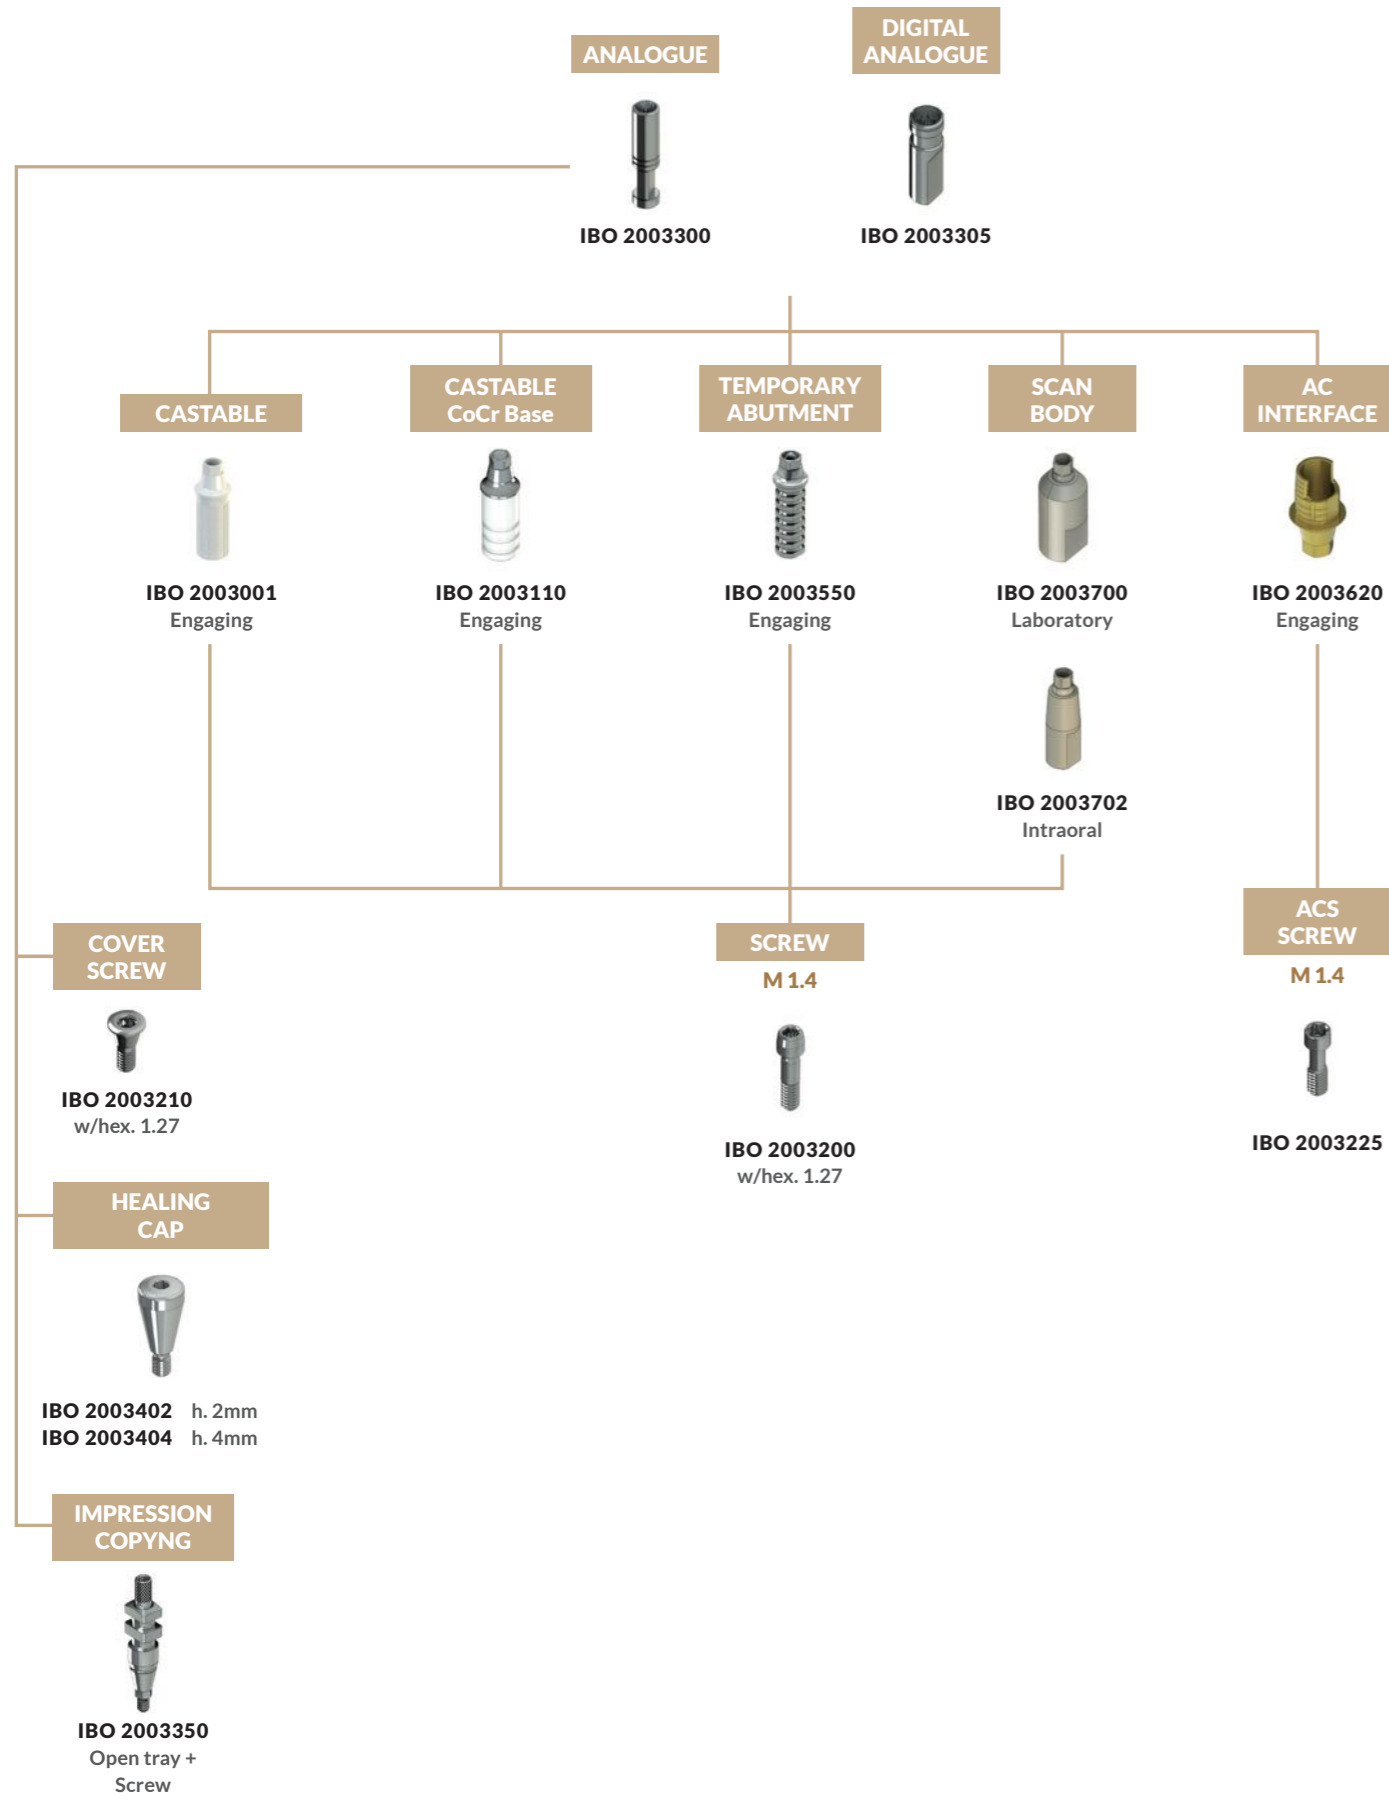 ANALOGUE
DIGITAL
ANALOGUE
IBO 2003300
IBO 2003305
CASTABLE
CASTABLE
CoCr Base
TEMPORARY
ABUTMENT
SCAN
BODY
AC
INTERFACE
IBO 2003001
Engaging
IBO 2003110
Engaging
IBO 2003550
Engaging
IBO 2003700
Laboratory
IBO 2003620
Engaging
IBO 2003702
Intraoral
COVER
SCREW
IBO 2003210
w/hex. 1.27
SCREW
M 1.4
IBO 2003200
w/hex. 1.27
ACS
SCREW
M 1.4
IBO 2003225
HEALING
CAP
IBO 2003402 h. 2mm
IBO 2003404 h. 4mm
IMPRESSION
COPYNG
IBO 2003350
Open tray +
Screw